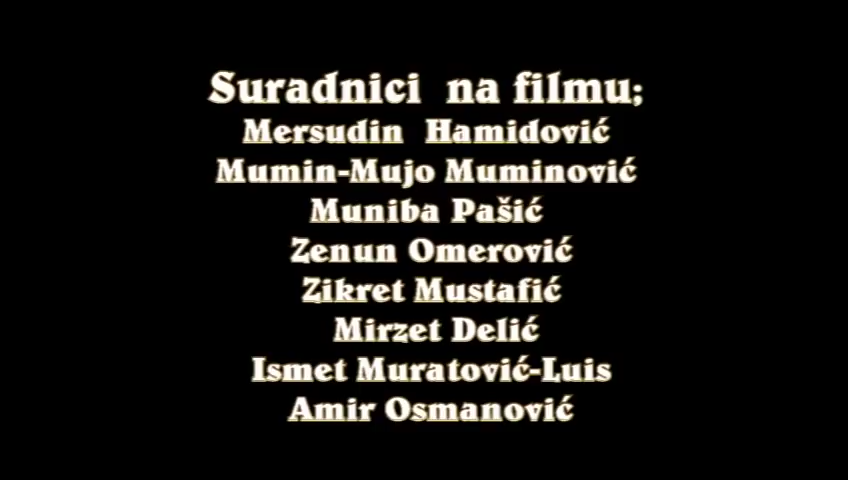 Suradnici na filmu;
Mersudin Hamidović
Mumin-Mujo Muminović
Muniba Pašić
Zenun Omerović
Zikret Mustafić
Mirzet Delić
Ismet Muratović-Luis
Amir Osmanović